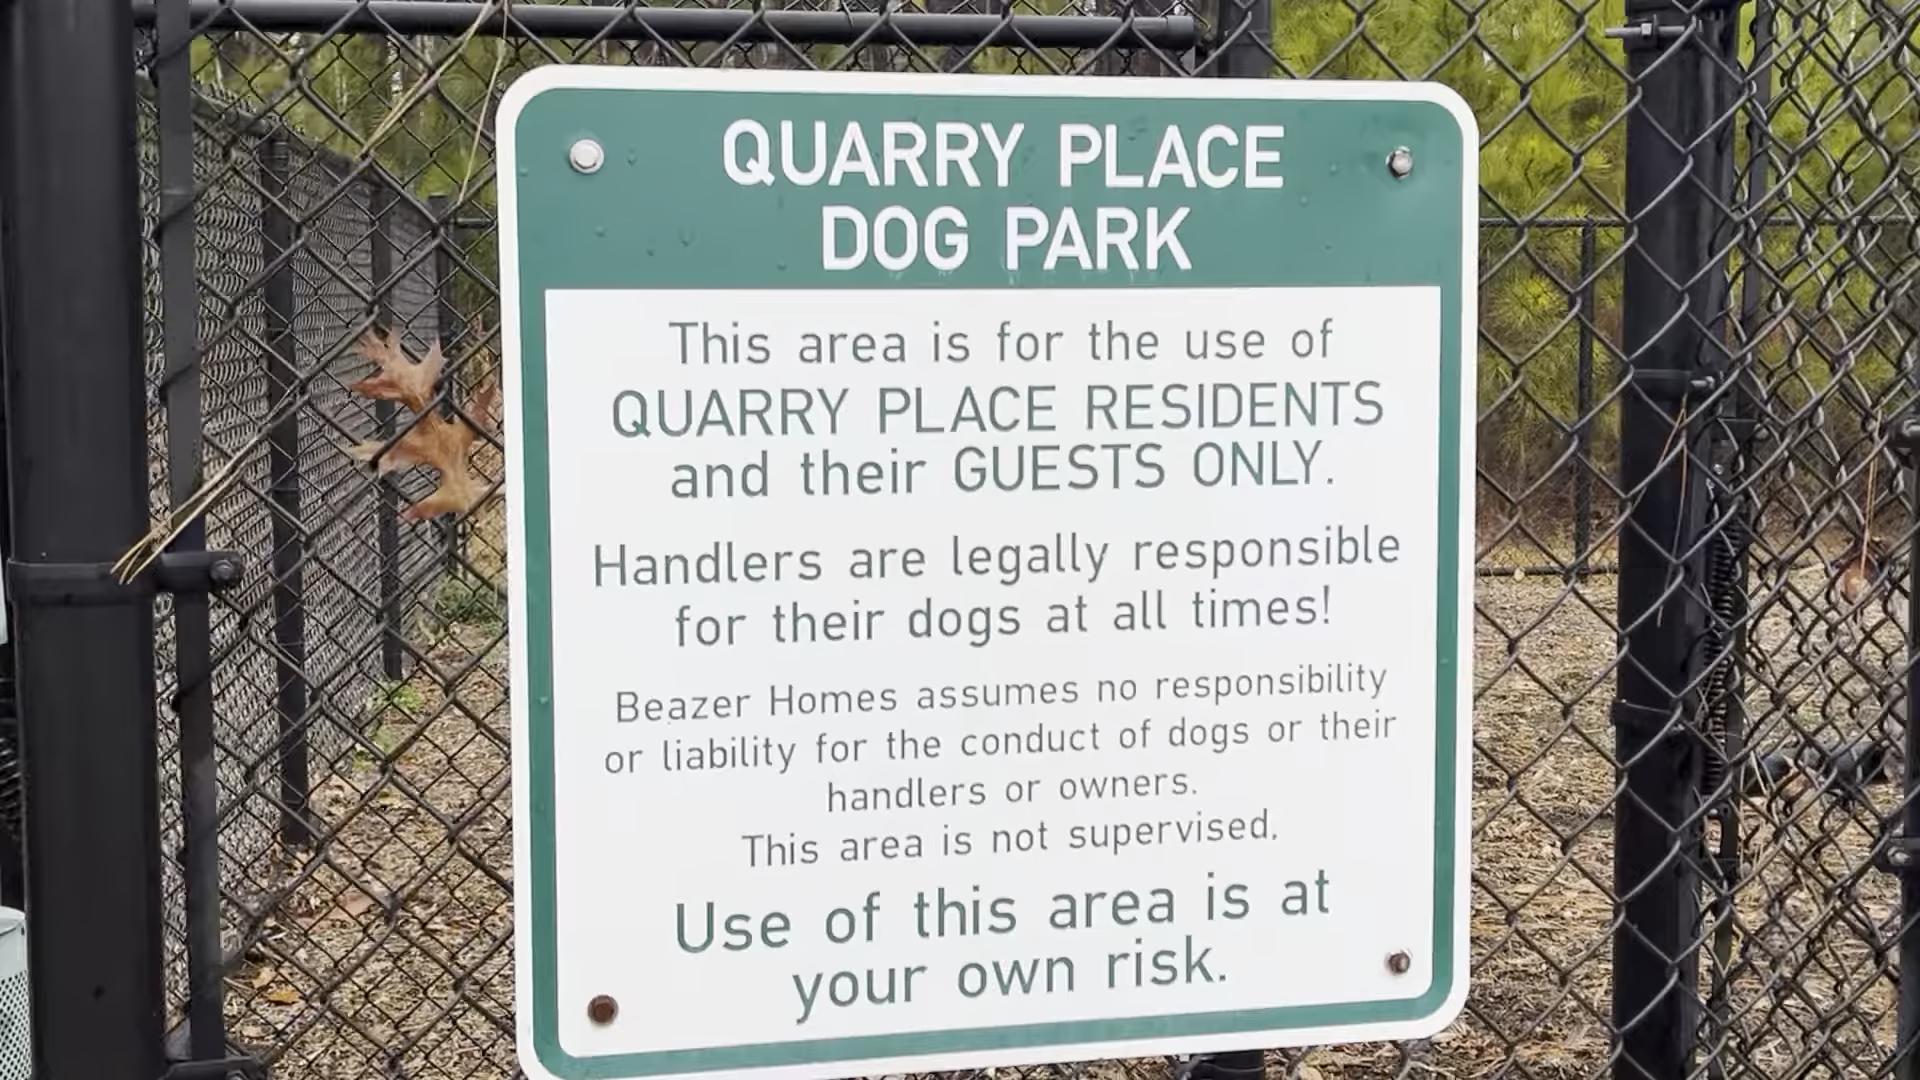 QUARRY PLACE
DOG PARK
This area is for the use of
QUARRY PLACE RESIDENTS
and their GUESTS ONLY.
Handlers are legally responsible
for their dogs at all times!
Beazer Homes assumes no responsibility
or liability for the conduct of dogs or their
handlers or owners.
This area is not supervised.
Use of this area is at
your own risk.